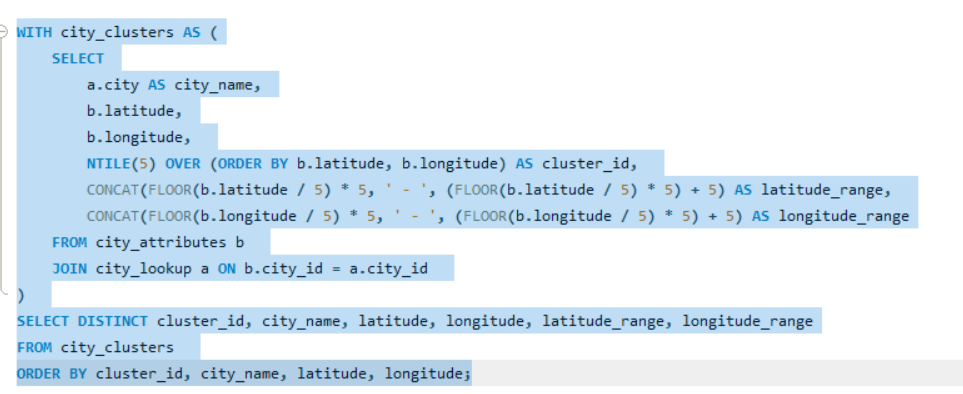 WITH city_clusters AS (
    SELECT
        a.city AS city_name,
        b.latitude,
        b.longitude,
        NTILE(5) OVER (ORDER BY b.latitude, b.longitude) AS cluster_id,
        CONCAT(FLOOR(b.latitude / 5) * 5, ' - ', (FLOOR(b.latitude / 5) * 5) + 5) AS latitude_range,
        CONCAT(FLOOR(b.longitude / 5) * 5, ' - ', (FLOOR(b.longitude / 5) * 5) + 5) AS longitude_range
    FROM city_attributes b
    JOIN city_lookup a ON b.city_id = a.city_id
)
SELECT DISTINCT cluster_id, city_name, latitude, longitude, latitude_range, longitude_range
FROM city_clusters
ORDER BY cluster_id, city_name, latitude, longitude;